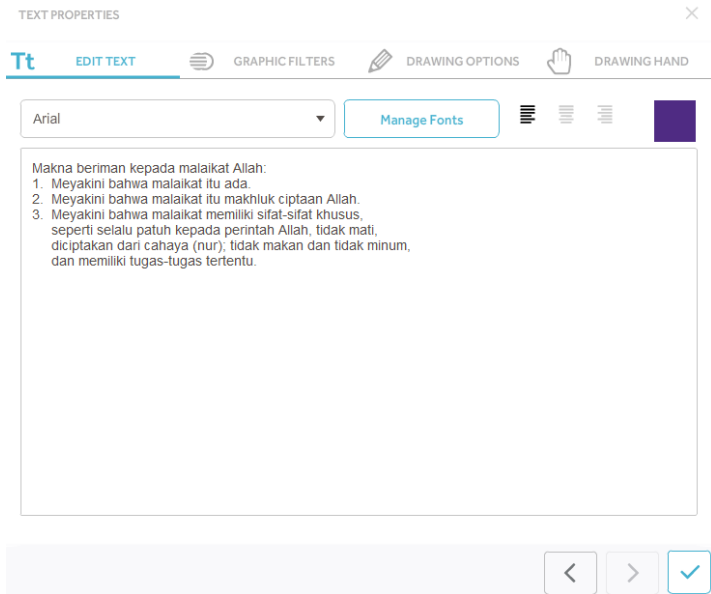 TEXT PROPERTIES
Tt EDIT TEXT GRAPHIC FILTERS DRAWING OPTIONS DRAWING HAND
Arial Manage Fonts
Makna beriman kepada malaikat Allah:
1. Meyakini bahwa malaikat itu ada.
2. Meyakini bahwa malaikat itu makhluk ciptaan Allah.
3. Meyakini bahwa malaikat memiliki sifat-sifat khusus,
seperti selalu patuh kepada perintah Allah, tidak mati,
diciptakan dari cahaya (nur); tidak makan dan tidak minum,
dan memiliki tugas-tugas tertentu.